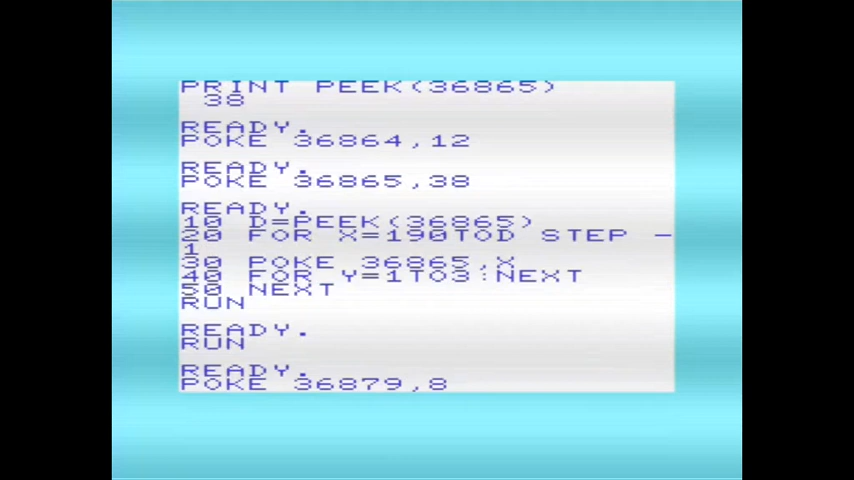 PRINT PEEK(36865)
38
READY.
POKE 36864,12
READY.
POKE 36865,38
READY.
10 D=PEEK(36865)
20 FOR X=190TOD STEP -
1
30 POKE 36865,X
40 FOR Y=1TO3:NEXT
50 NEXT
RUN
READY.
RUN
READY.
POKE 36879,8